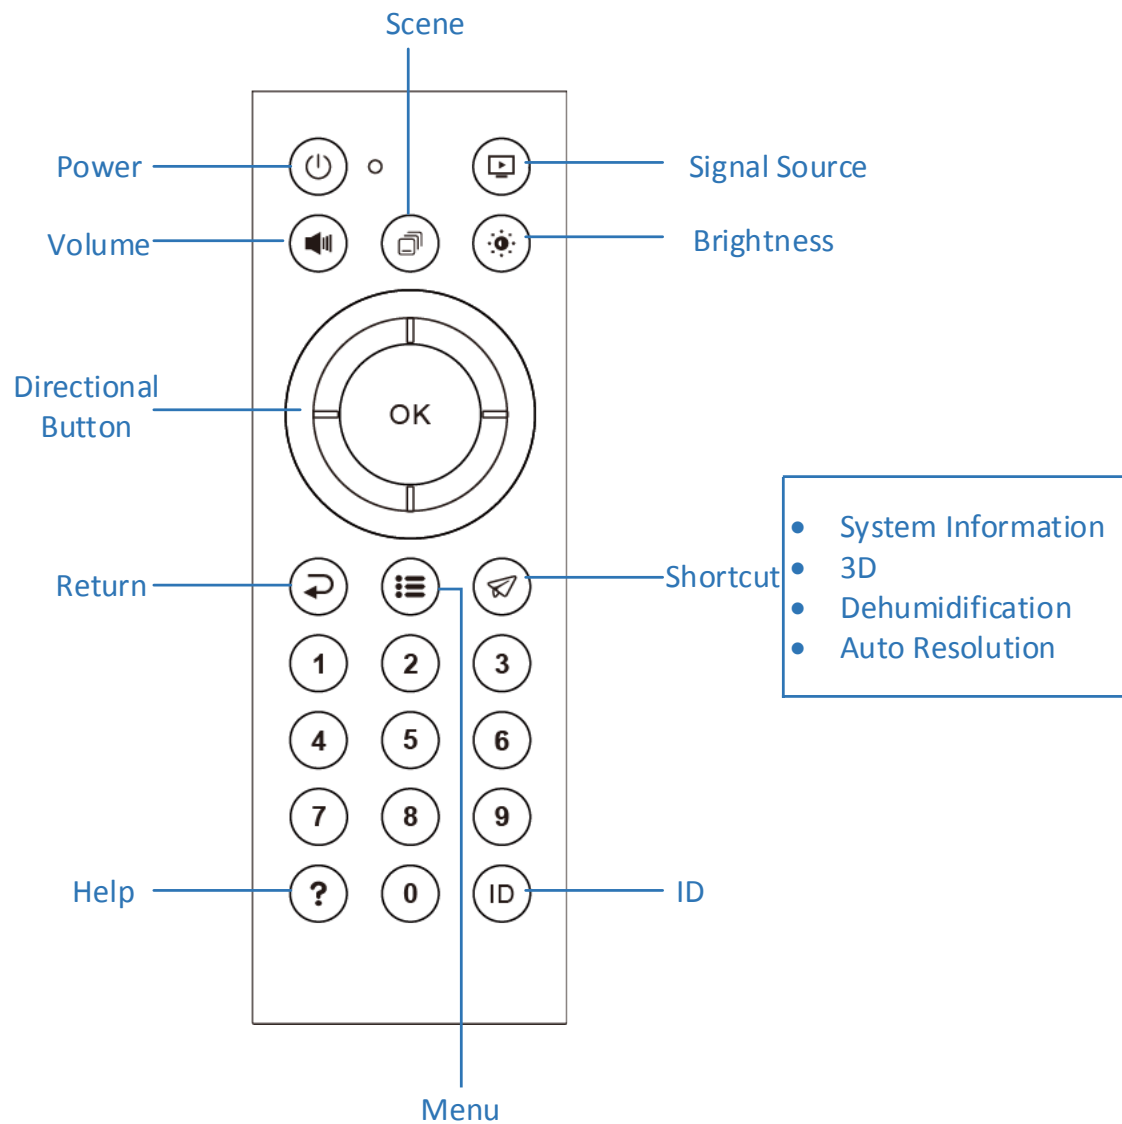 Scene
Power
Signal Source
Volume
Brightness
Directional
Button
OK
Return
Shortcut
• System Information
• 3D
• Dehumidification
• Auto Resolution
1 2 3
4 5 6
7 8 9
Help
? 0 ID
ID
Menu